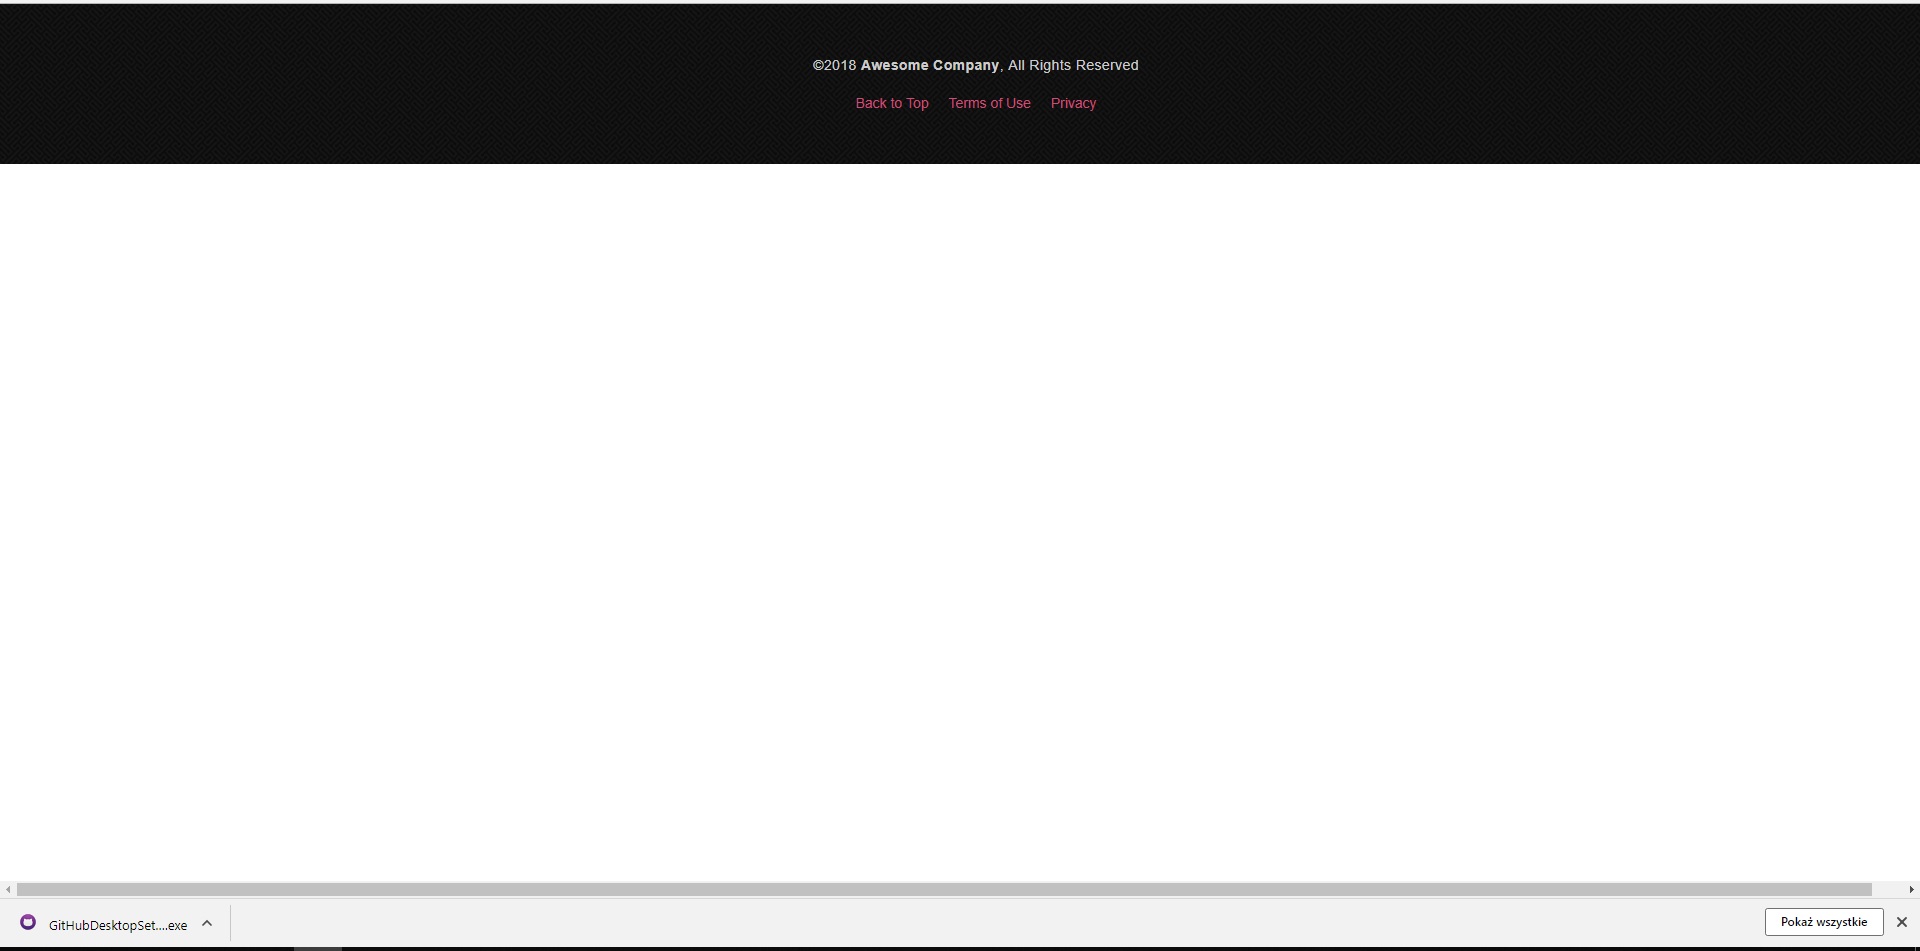 ©2018 Awesome Company, All Rights Reserved
Back to Top Terms of Use Privacy
GitHubDesktopSet....exe
Pokaż wszystkie